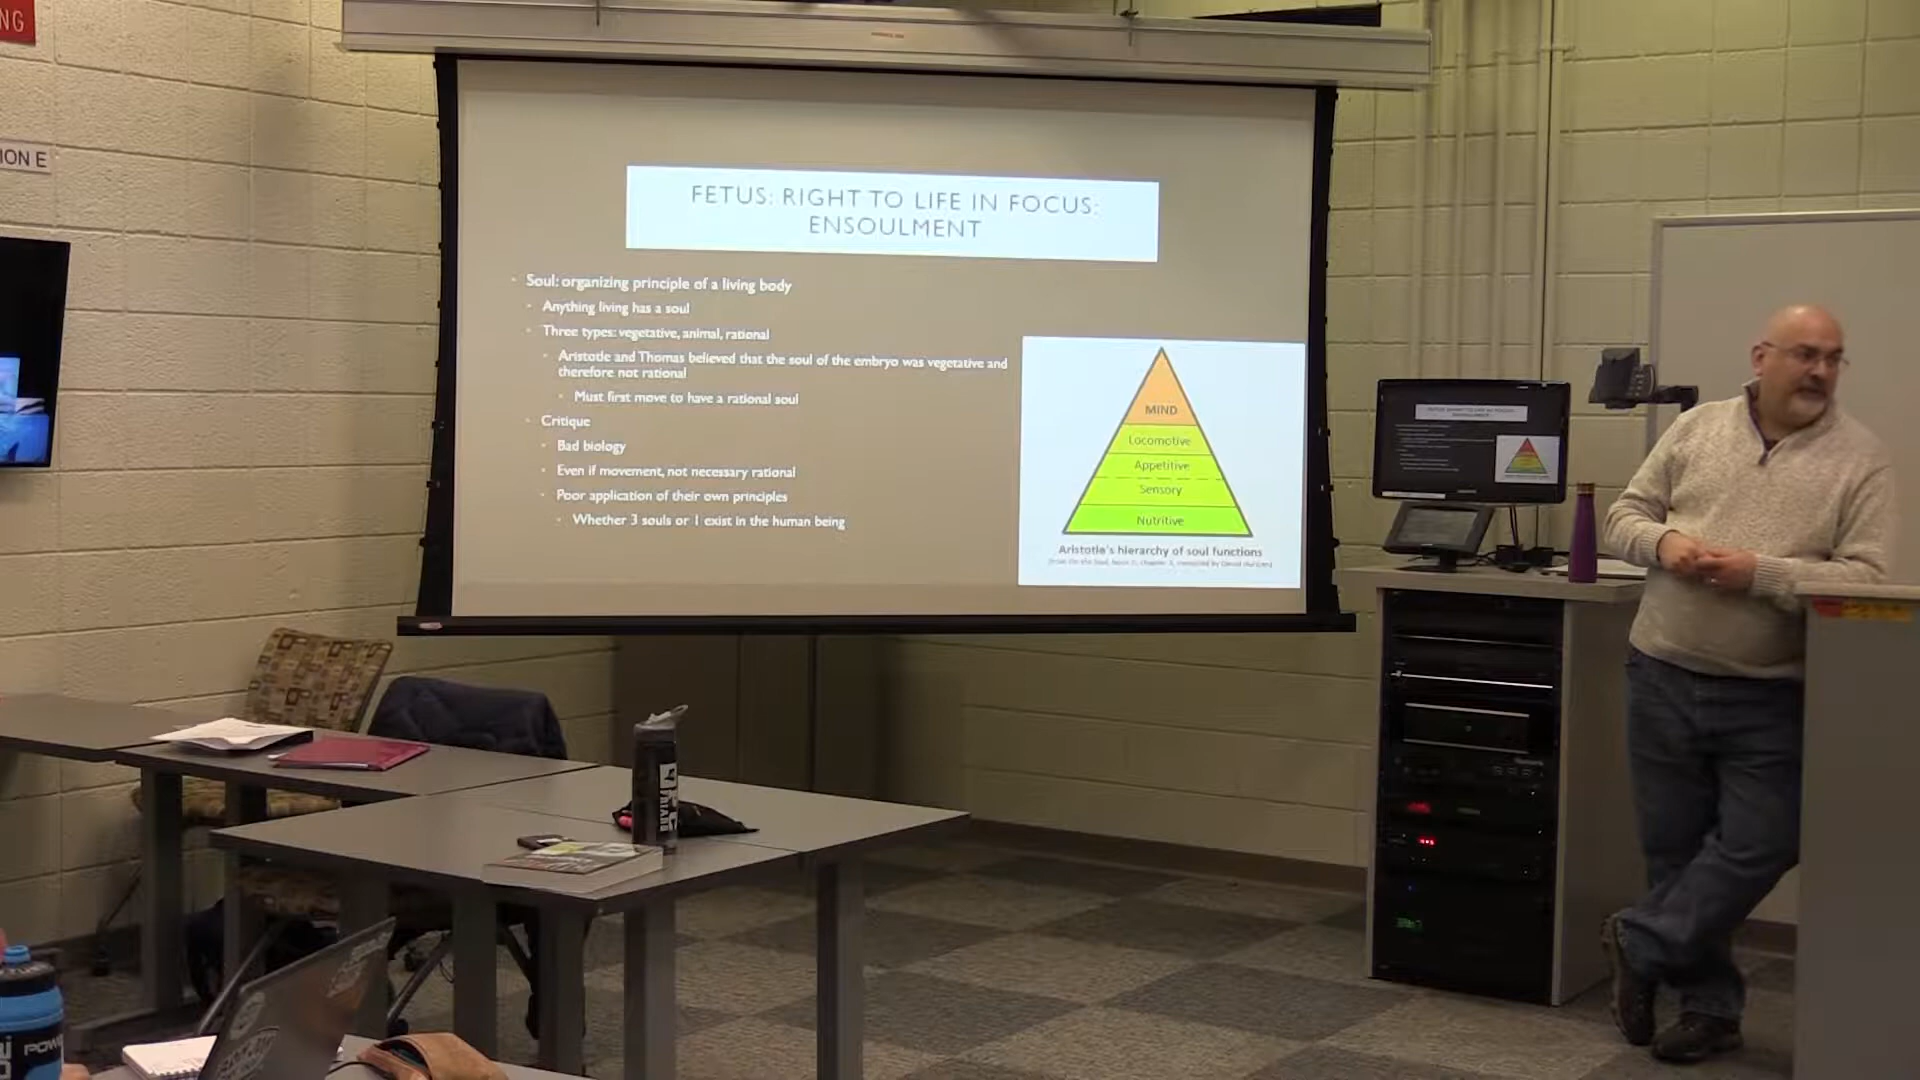 NG
ION E
FETUS: RIGHT TO LIFE IN FOCUS:
ENSOULMENT
Soul: organizing principle of a living body
Anything living has a soul
Three types: vegetative, animal, rational
Aristotle and Thomas believed that the soul of the embryo was vegetative and
therefore not rational
Must first move to have a rational soul
Critique
Bad biology
Even if movement, not necessary rational
Poor application of their own principles
Whether 3 souls or 1 exist in the human being
MIND
Locomotive
Appetitive
Sensory
Nutritive
Aristotle's hierarchy of soul functions
FRIARS
POW